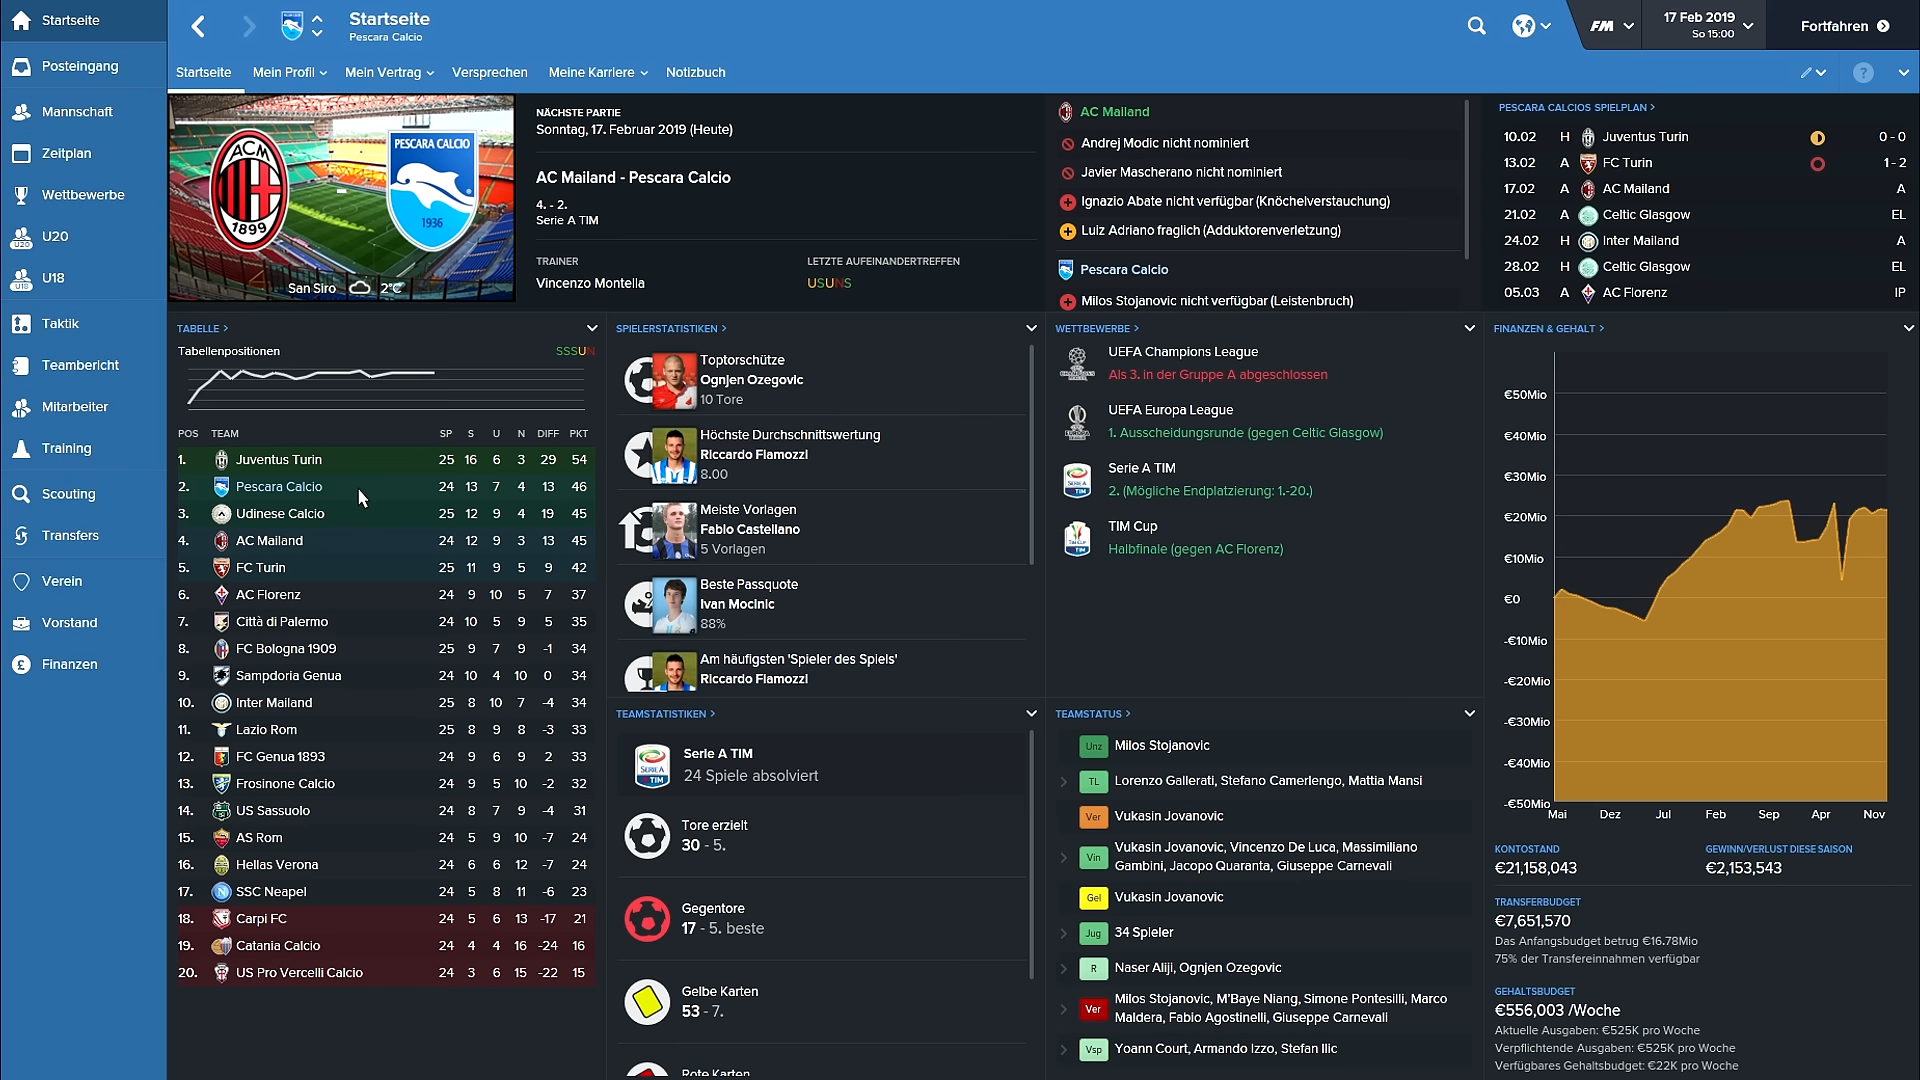 Startseite
Posteingang
Mannschaft
Zeitplan
Wettbewerbe
U20
U18
Taktik
Teambericht
Mitarbeiter
Training
Scouting
Transfers
Verein
Vorstand
Finanzen
Startseite
Pescara Calcio
FM
17 Feb 2019
So 15:00
Fortfahren
Startseite Mein Profil Mein Vertrag Versprechen Meine Karriere Notizbuch
ACM
1899
PESCARA CALCIO
1936
San Siro 2°C
NÄCHSTE PARTIE
Sonntag, 17. Februar 2019 (Heute)
AC Mailand - Pescara Calcio
4. - 2.
Serie A TIM
TRAINER
Vincenzo Montella
LETZTE AUFEINANDERTREFFEN
USUNS
AC Mailand
Andrej Modic nicht nominiert
Javier Mascherano nicht nominiert
Ignazio Abate nicht verfügbar (Knöchelverstauchung)
Luiz Adriano fraglich (Adduktorenverletzung)
Pescara Calcio
Milos Stojanovic nicht verfügbar (Leistenbruch)
PESCARA CALCIOS SPIELPLAN >
10.02 H Juventus Turin 0 - 0
13.02 A FC Turin 1 - 2
17.02 A AC Mailand A
21.02 A Celtic Glasgow EL
24.02 H Inter Mailand A
28.02 H Celtic Glasgow EL
05.03 A AC Florenz IP
TABELLE >
Tabellenpositionen SSSUN
POS TEAM SP S U N DIFF PKT
1. Juventus Turin 25 16 6 3 29 54
2. Pescara Calcio 24 13 7 4 13 46
3. Udinese Calcio 25 12 9 4 19 45
4. AC Mailand 24 12 9 3 13 45
5. FC Turin 25 11 9 5 9 42
6. AC Florenz 24 9 10 5 7 37
7. Città di Palermo 24 10 5 9 5 35
8. FC Bologna 1909 25 9 7 9 -1 34
9. Sampdoria Genua 24 10 4 10 0 34
10. Inter Mailand 25 8 10 7 -4 34
11. Lazio Rom 25 8 9 8 -3 33
12. FC Genua 1893 24 9 6 9 2 33
13. Frosinone Calcio 24 9 5 10 -2 32
14. US Sassuolo 24 8 7 9 -4 31
15. AS Rom 24 5 9 10 -7 24
16. Hellas Verona 24 6 6 12 -7 24
17. SSC Neapel 24 5 8 11 -6 23
18. Carpi FC 24 5 6 13 -17 21
19. Catania Calcio 24 4 4 16 -24 16
20. US Pro Vercelli Calcio 24 3 6 15 -22 15
SPIELERSTATISTIKEN >
Toptorschütze
Ognjen Ozegovic
10 Tore
Höchste Durchschnittswertung
Riccardo Fiamozzi
8.00
Meiste Vorlagen
Fabio Castellano
5 Vorlagen
Beste Passquote
Ivan Mocinic
88%
Am häufigsten 'Spieler des Spiels'
Riccardo Fiamozzi
TEAMSTATISTIKEN >
Serie A TIM
24 Spiele absolviert
Tore erzielt
30 - 5.
Gegentore
17 - 5. beste
Gelbe Karten
53 - 7.
Rote Karten
WETTBEWERBE >
UEFA Champions League
Als 3. in der Gruppe A abgeschlossen
UEFA Europa League
1. Ausscheidungsrunde (gegen Celtic Glasgow)
Serie A TIM
2. (Mögliche Endplatzierung: 1.-20.)
TIM Cup
Halbfinale (gegen AC Florenz)
TEAMSTATUS >
Unz Milos Stojanovic
TL Lorenzo Gallerati, Stefano Camerlengo, Mattia Mansi
Ver Vukasin Jovanovic
Vin Vukasin Jovanovic, Vincenzo De Luca, Massimiliano
Gambini, Jacopo Quaranta, Giuseppe Carnevali
Gel Vukasin Jovanovic
Jug 34 Spieler
R Naser Aliji, Ognjen Ozegovic
Ver Milos Stojanovic, M'Baye Niang, Simone Pontesilli, Marco
Maldera, Fabio Agostinelli, Giuseppe Carnevali
Vsp Yoann Court, Armando Izzo, Stefan Ilic
FINANZEN & GEHALT >
€50Mio
€40Mio
€30Mio
€20Mio
€10Mio
€0
-€10Mio
-€20Mio
-€30Mio
-€40Mio
-€50Mio
Mai Dez Jul Feb Sep Apr Nov
KONTOSTAND
€21,158,043
GEWINN/VERLUST DIESE SAISON
€2,153,543
TRANSFERBUDGET
€7,651,570
Das Anfangsbudget betrug €16.78Mio
75% der Transfereinnahmen verfügbar
GEHALTSBUDGET
€556,003 /Woche
Aktuelle Ausgaben: €525K pro Woche
Verpflichtende Ausgaben: €525K pro Woche
Verfügbares Gehaltsbudget: €22K pro Woche